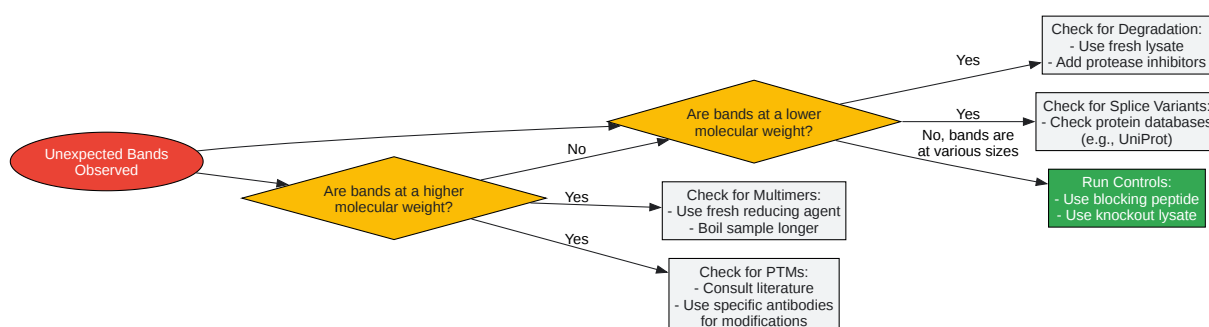 Unexpected Bands
Observed
Are bands at a higher
molecular weight?
No
Yes
Yes
Are bands at a lower
molecular weight?
Yes
Yes
No, bands are
at various sizes
Check for Degradation:
- Use fresh lysate
- Add protease inhibitors
Check for Splice Variants:
- Check protein databases
(e.g., UniProt)
Run Controls:
- Use blocking peptide
- Use knockout lysate
Check for Multimers:
- Use fresh reducing agent
- Boil sample longer
Check for PTMs:
- Consult literature
- Use specific antibodies
for modifications